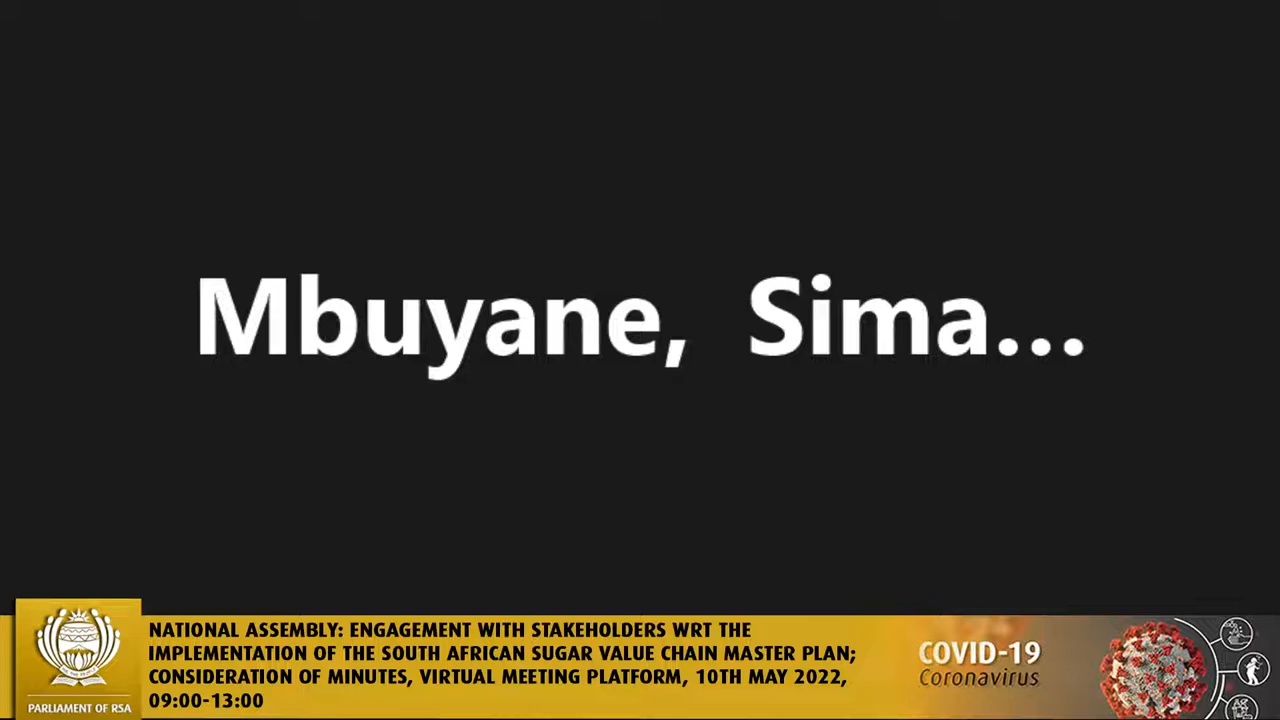 Mbuyane, Sima...
NATIONAL ASSEMBLY: ENGAGEMENT WITH STAKEHOLDERS WRT THE
IMPLEMENTATION OF THE SOUTH AFRICAN SUGAR VALUE CHAIN MASTER PLAN;
CONSIDERATION OF MINUTES, VIRTUAL MEETING PLATFORM, 10TH MAY 2022,
09:00-13:00
PARLIAMENT OF RSA
COVID-19
Coronavirus